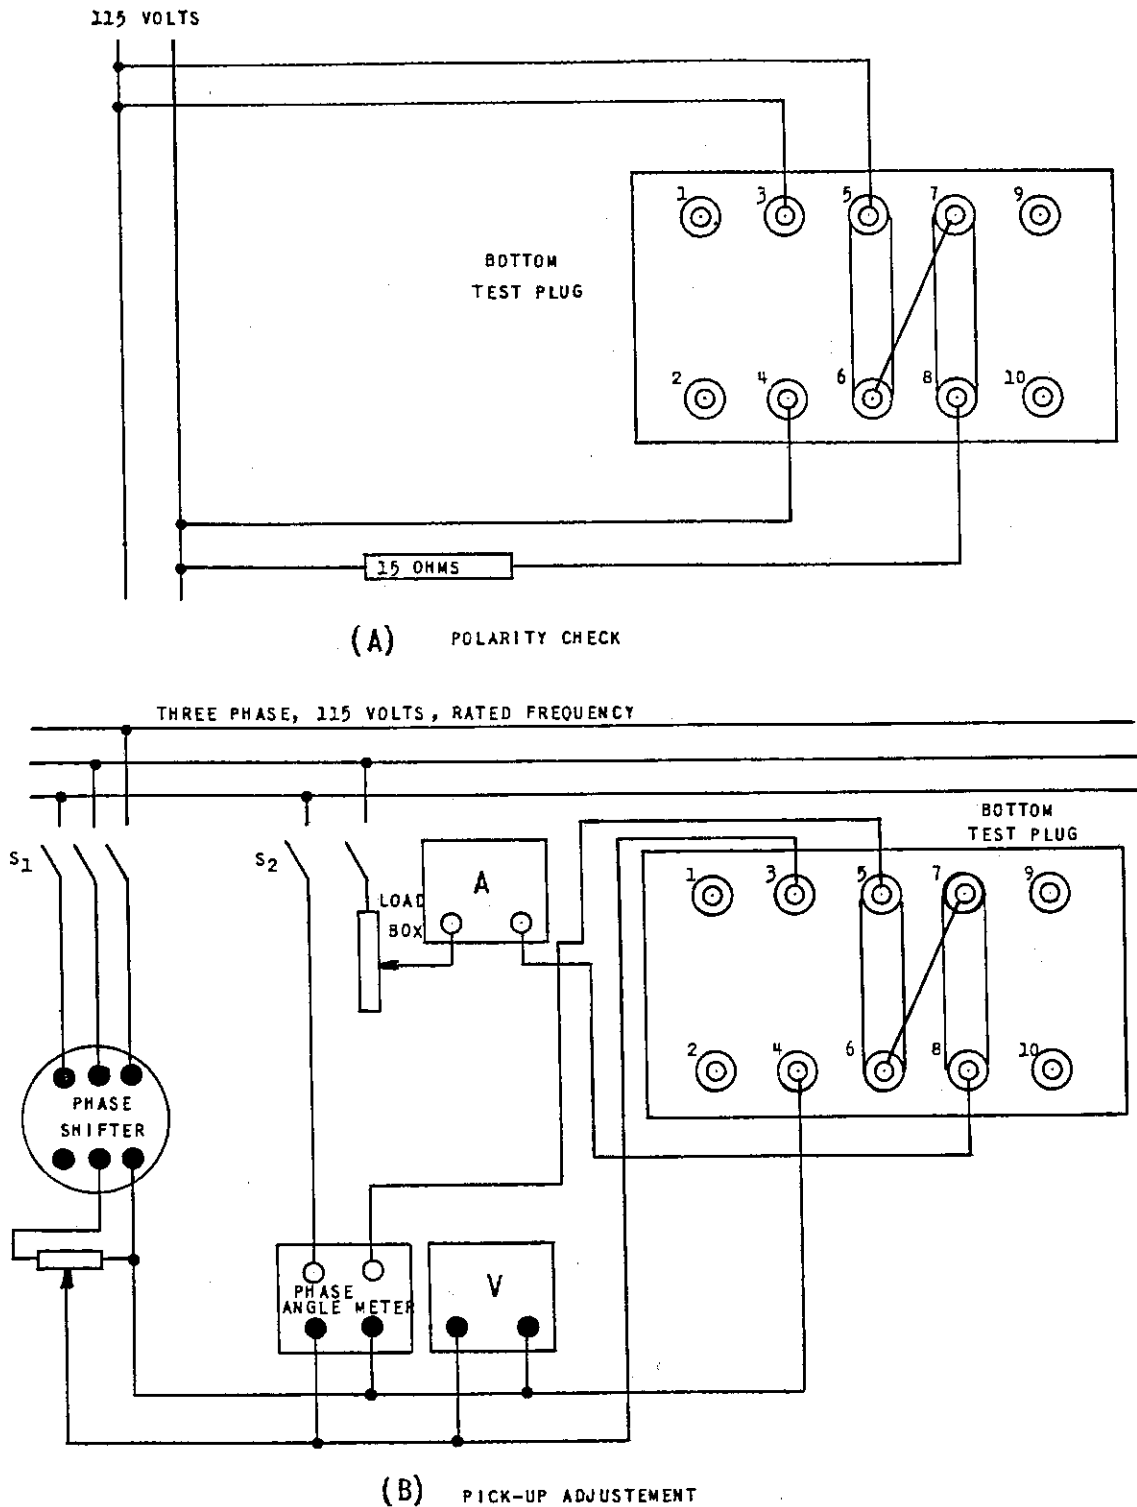 115 VOLTS
1
3
5
7
9
BOTTOM
TEST PLUG
2
4
6
8
10
15 OHMS
(A) POLARITY CHECK
THREE PHASE, 115 VOLTS, RATED FREQUENCY
BOTTOM
TEST PLUG
S1
S2
A
LOAD
BOX
1
3
5
7
9
2
4
6
8
10
PHASE
SHIFTER
PHASE
ANGLE METER
V
(B) PICK-UP ADJUSTEMENT